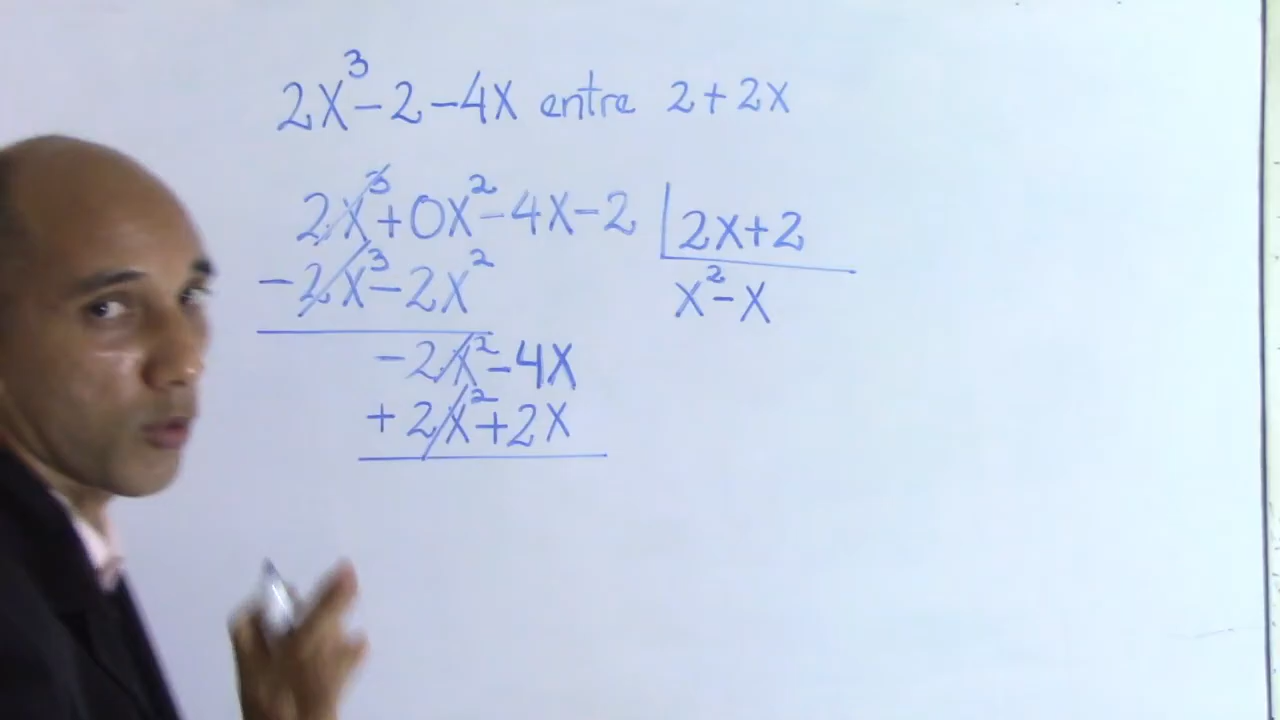 2x³-2-4x entre 2+2x
2x³+0x²-4x-2 |2x+2
-2x³-2x² x²-x
-2x²-4x
+2x²+2x